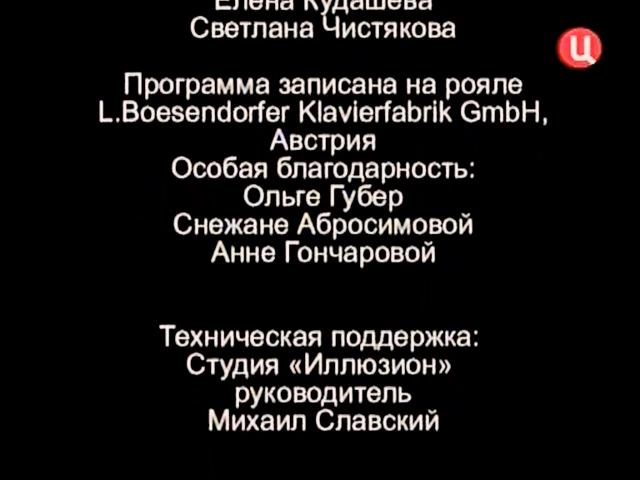 Елена Кудашева
Светлана Чистякова
Ц
Программа записана на рояле
L.Boesendorfer Klavierfabrik GmbH,
Австрия
Особая благодарность:
Ольге Губер
Снежане Абросимовой
Анне Гончаровой
Техническая поддержка:
Студия «Иллюзион»
руководитель
Михаил Славский